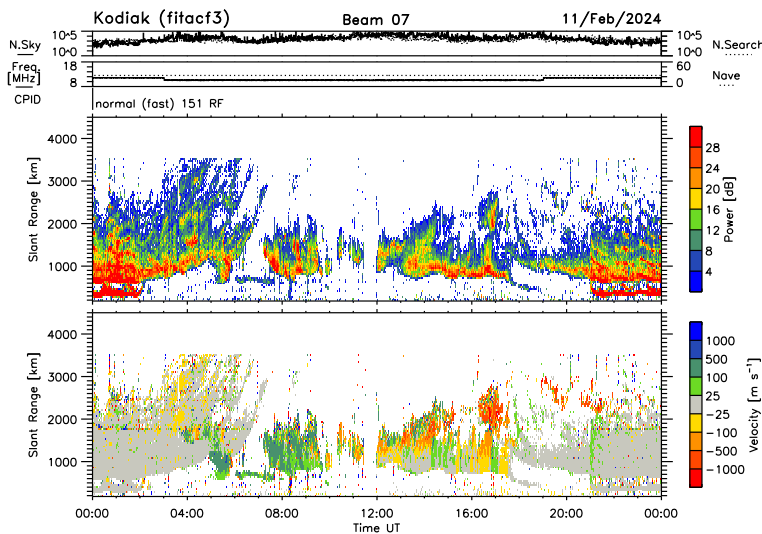 Kodiak (fitacf3) Beam 07 11/Feb/2024
N.Sky 10^5 10^0 10^5 10^0 N.Search
Freq. [MHz] 18 8 60 0 Nave
CPID normal (fast) 151 RF
Slant Range [km] 4000 3000 2000 1000
28 24 20 16 12 8 4 Power [dB]
Slant Range [km] 4000 3000 2000 1000
1000 500 100 25 -25 -100 -500 -1000 Velocity [m s⁻¹]
00:00 04:00 08:00 12:00 16:00 20:00 00:00
Time UT